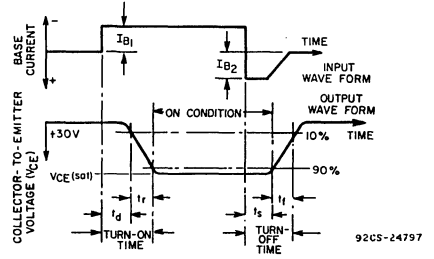 BASE
CURRENT
-
+
IB1
IB2
TIME
INPUT
WAVE FORM
OUTPUT
WAVE FORM
TIME
COLLECTOR-TO-EMITTER
VOLTAGE (VCE)
+30V
VCE(sat)
ON CONDITION
10%
90%
tr
tf
td
ts
TURN-ON
TIME
TURN-
OFF
TIME
92CS-24797